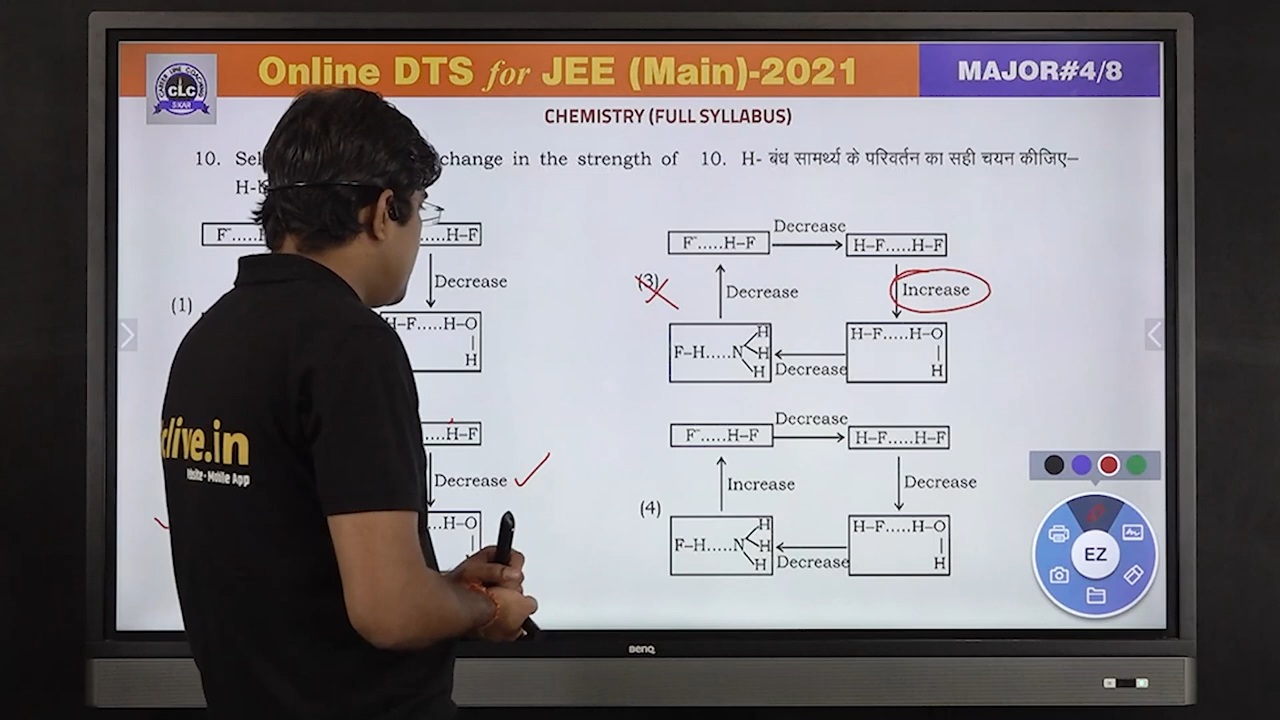 Online DTS for JEE (Main)-2021
MAJOR#4/8
CLC
SIKAR
CHEMISTRY (FULL SYLLABUS)
10. change in the strength of
10. H- बंध सामर्थ्य के परिवर्तन का सही चयन कीजिए–
F⁻..... .....H–F
Decrease
(1)
H–F.....H–O
|
H
.....H–F
Decrease
...H–O
|
Decrease
F⁻.....H–F H–F.....H–F
(3) Decrease Increase
F–H.....N H H H H–F.....H–O
|
H
Decrease
Decrease
F⁻.....H–F H–F.....H–F
(4) Increase Decrease
F–H.....N H H H H–F.....H–O
|
H
Decrease
live.in
Mobile App
EZ
BenQ